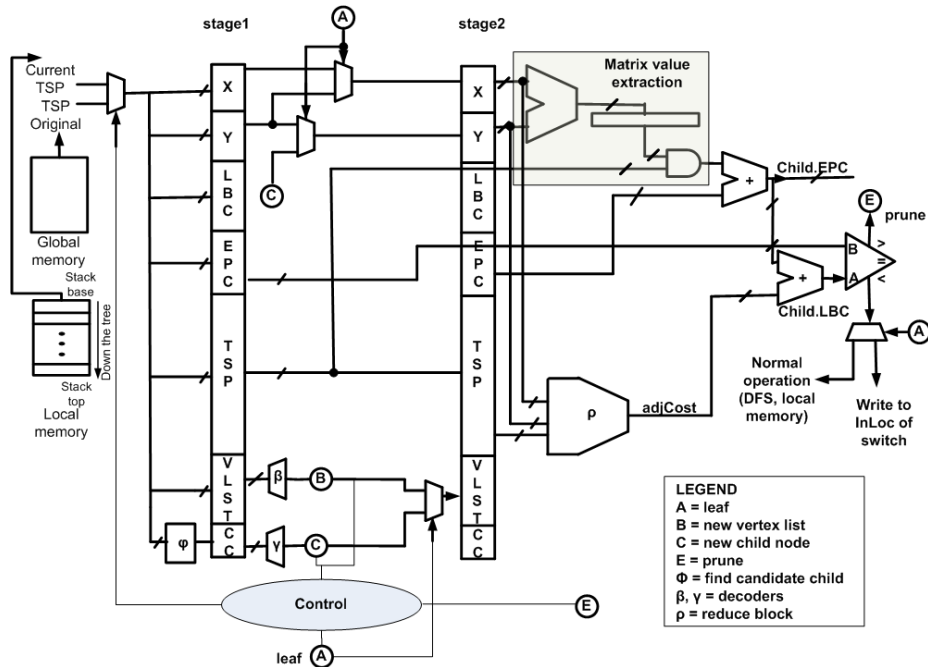 stage1
A
stage2
Matrix value
extraction
Current
TSP
TSP
Original
X
Y
L
B
C
E
P
C
T
S
P
V
L
S
T
C
C
C
X
Y
L
B
C
E
P
C
T
S
P
V
L
S
T
C
C
+
Child.EPC
E
prune
B
>
=
A
<
+
Child.LBC
A
Global
memory
Stack
base
Down the tree
Stack
top
Local
memory
ρ
adjCost
Normal
operation
(DFS, local
memory)
Write to
InLoc of
switch
β
B
φ
γ
C
Control
E
leaf
A
LEGEND
A = leaf
B = new vertex list
C = new child node
E = prune
Φ = find candidate child
β, γ = decoders
ρ = reduce block